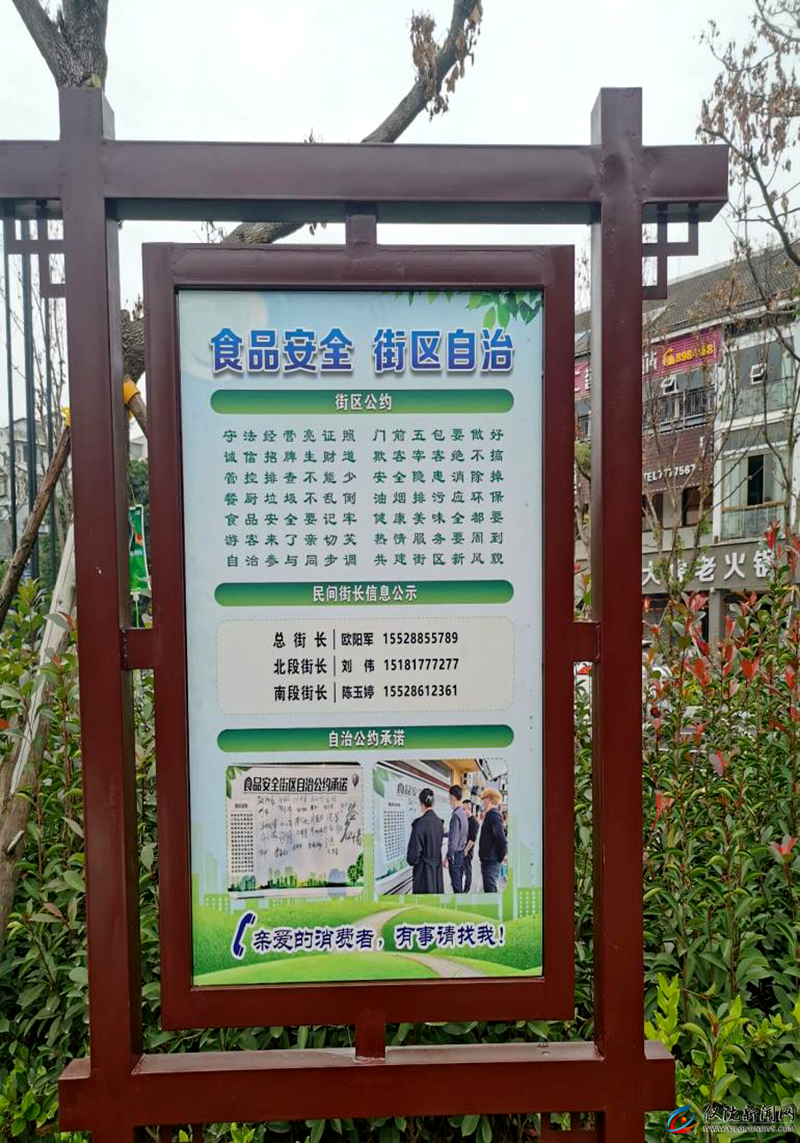 食品安全 街区自治
街区公约
守法经营亮证照 门前五包要做好
诚信招牌生财道 欺客宰客绝不搞
管控排查不能少 安全隐患消除掉
餐厨垃圾不乱倒 油烟排污应环保
食品安全要记牢 健康美味全都要
游客来了亲切笑 热情服务要周到
自治参与同步调 共建街区新风貌
民间街长信息公示
总 街 长 欧阳军 15528855789
北段街长 刘 伟 15181777277
南段街长 陈玉婷 15528612361
自治公约承诺
食品安全街区自治公约承诺
亲爱的消费者，有事请找我！
老火锅
仪陇新闻网
WWW.YILONGNEWS.COM